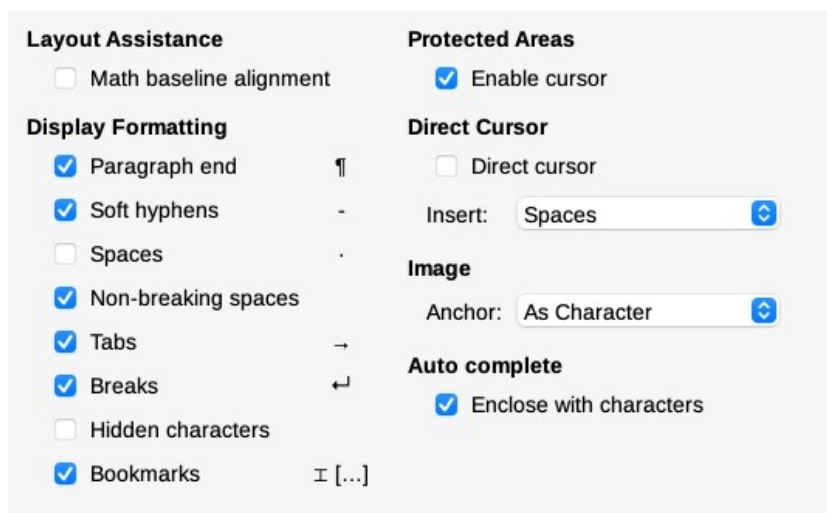 Layout Assistance
Math baseline alignment
Display Formatting
Paragraph end ¶
Soft hyphens -
Spaces ·
Non-breaking spaces
Tabs →
Breaks ↵
Hidden characters
Bookmarks ⌶ [...]
Protected Areas
Enable cursor
Direct Cursor
Direct cursor
Insert: Spaces
Image
Anchor: As Character
Auto complete
Enclose with characters